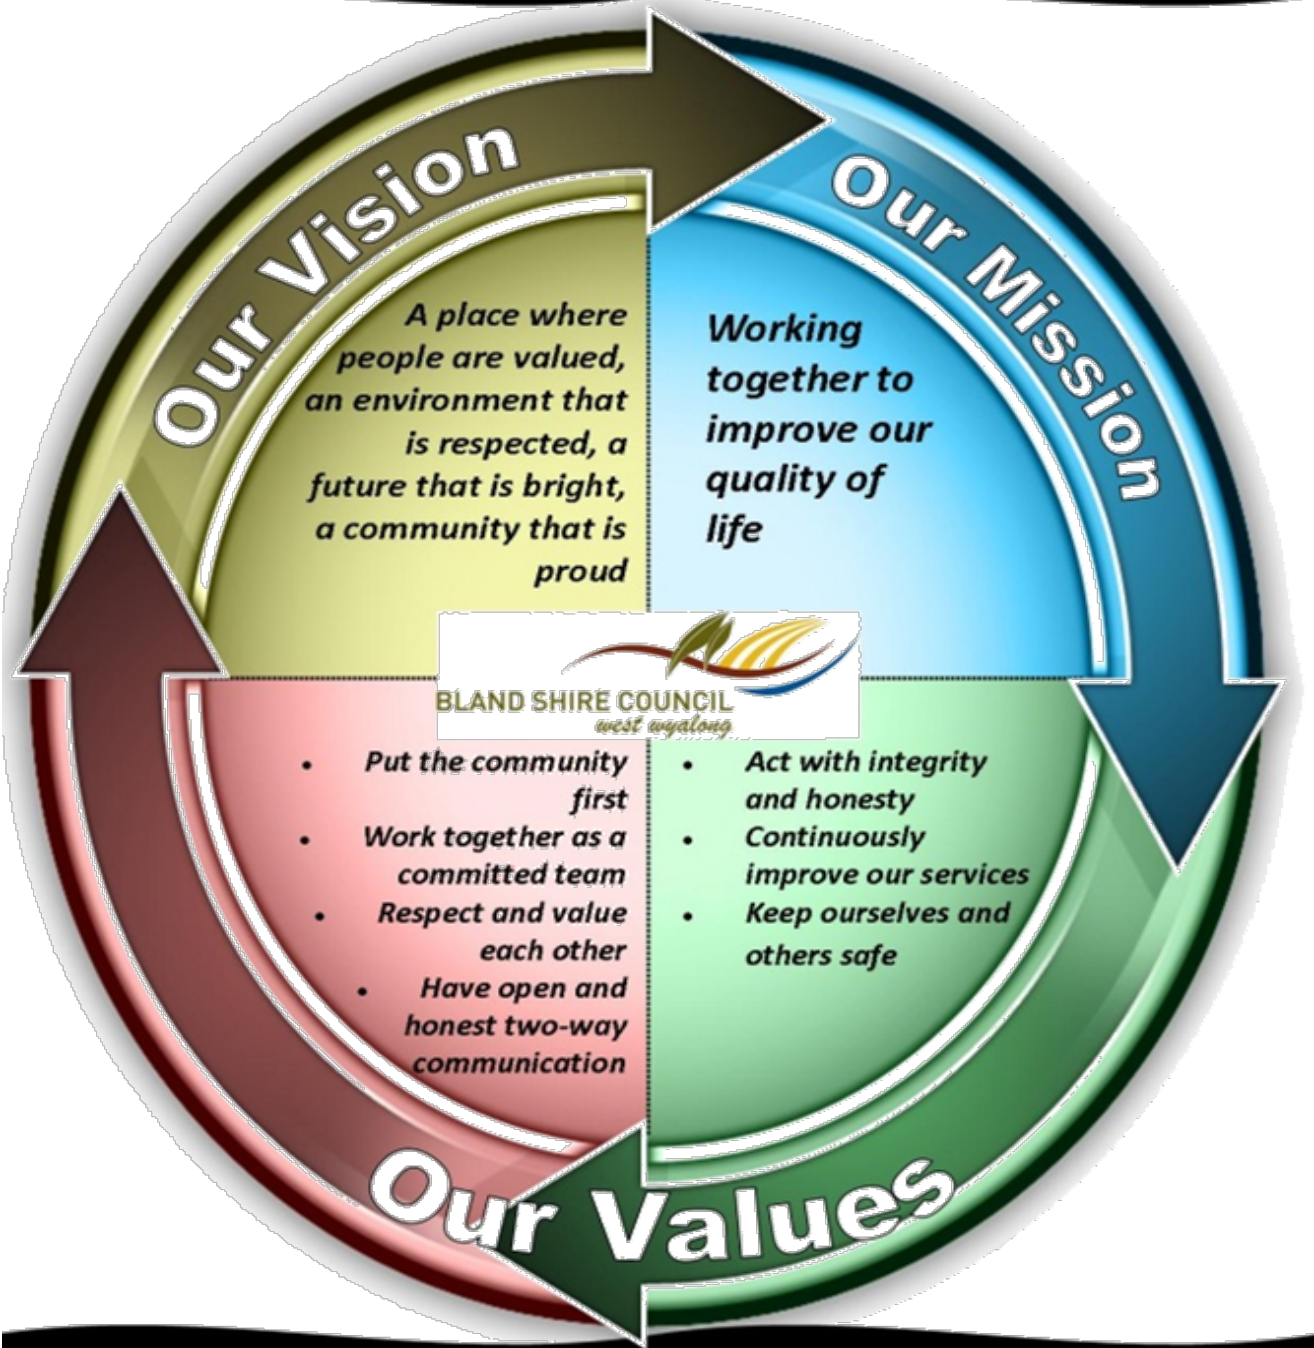 Our Vision
A place where
people are valued,
an environment that
is respected, a
future that is bright,
a community that is
proud
Our Mission
Working
together to
improve our
quality of
life
BLAND SHIRE COUNCIL
west wyalong
• Put the community
first
• Work together as a
committed team
• Respect and value
each other
• Have open and
honest two-way
communication
• Act with integrity
and honesty
• Continuously
improve our services
• Keep ourselves and
others safe
Our Values